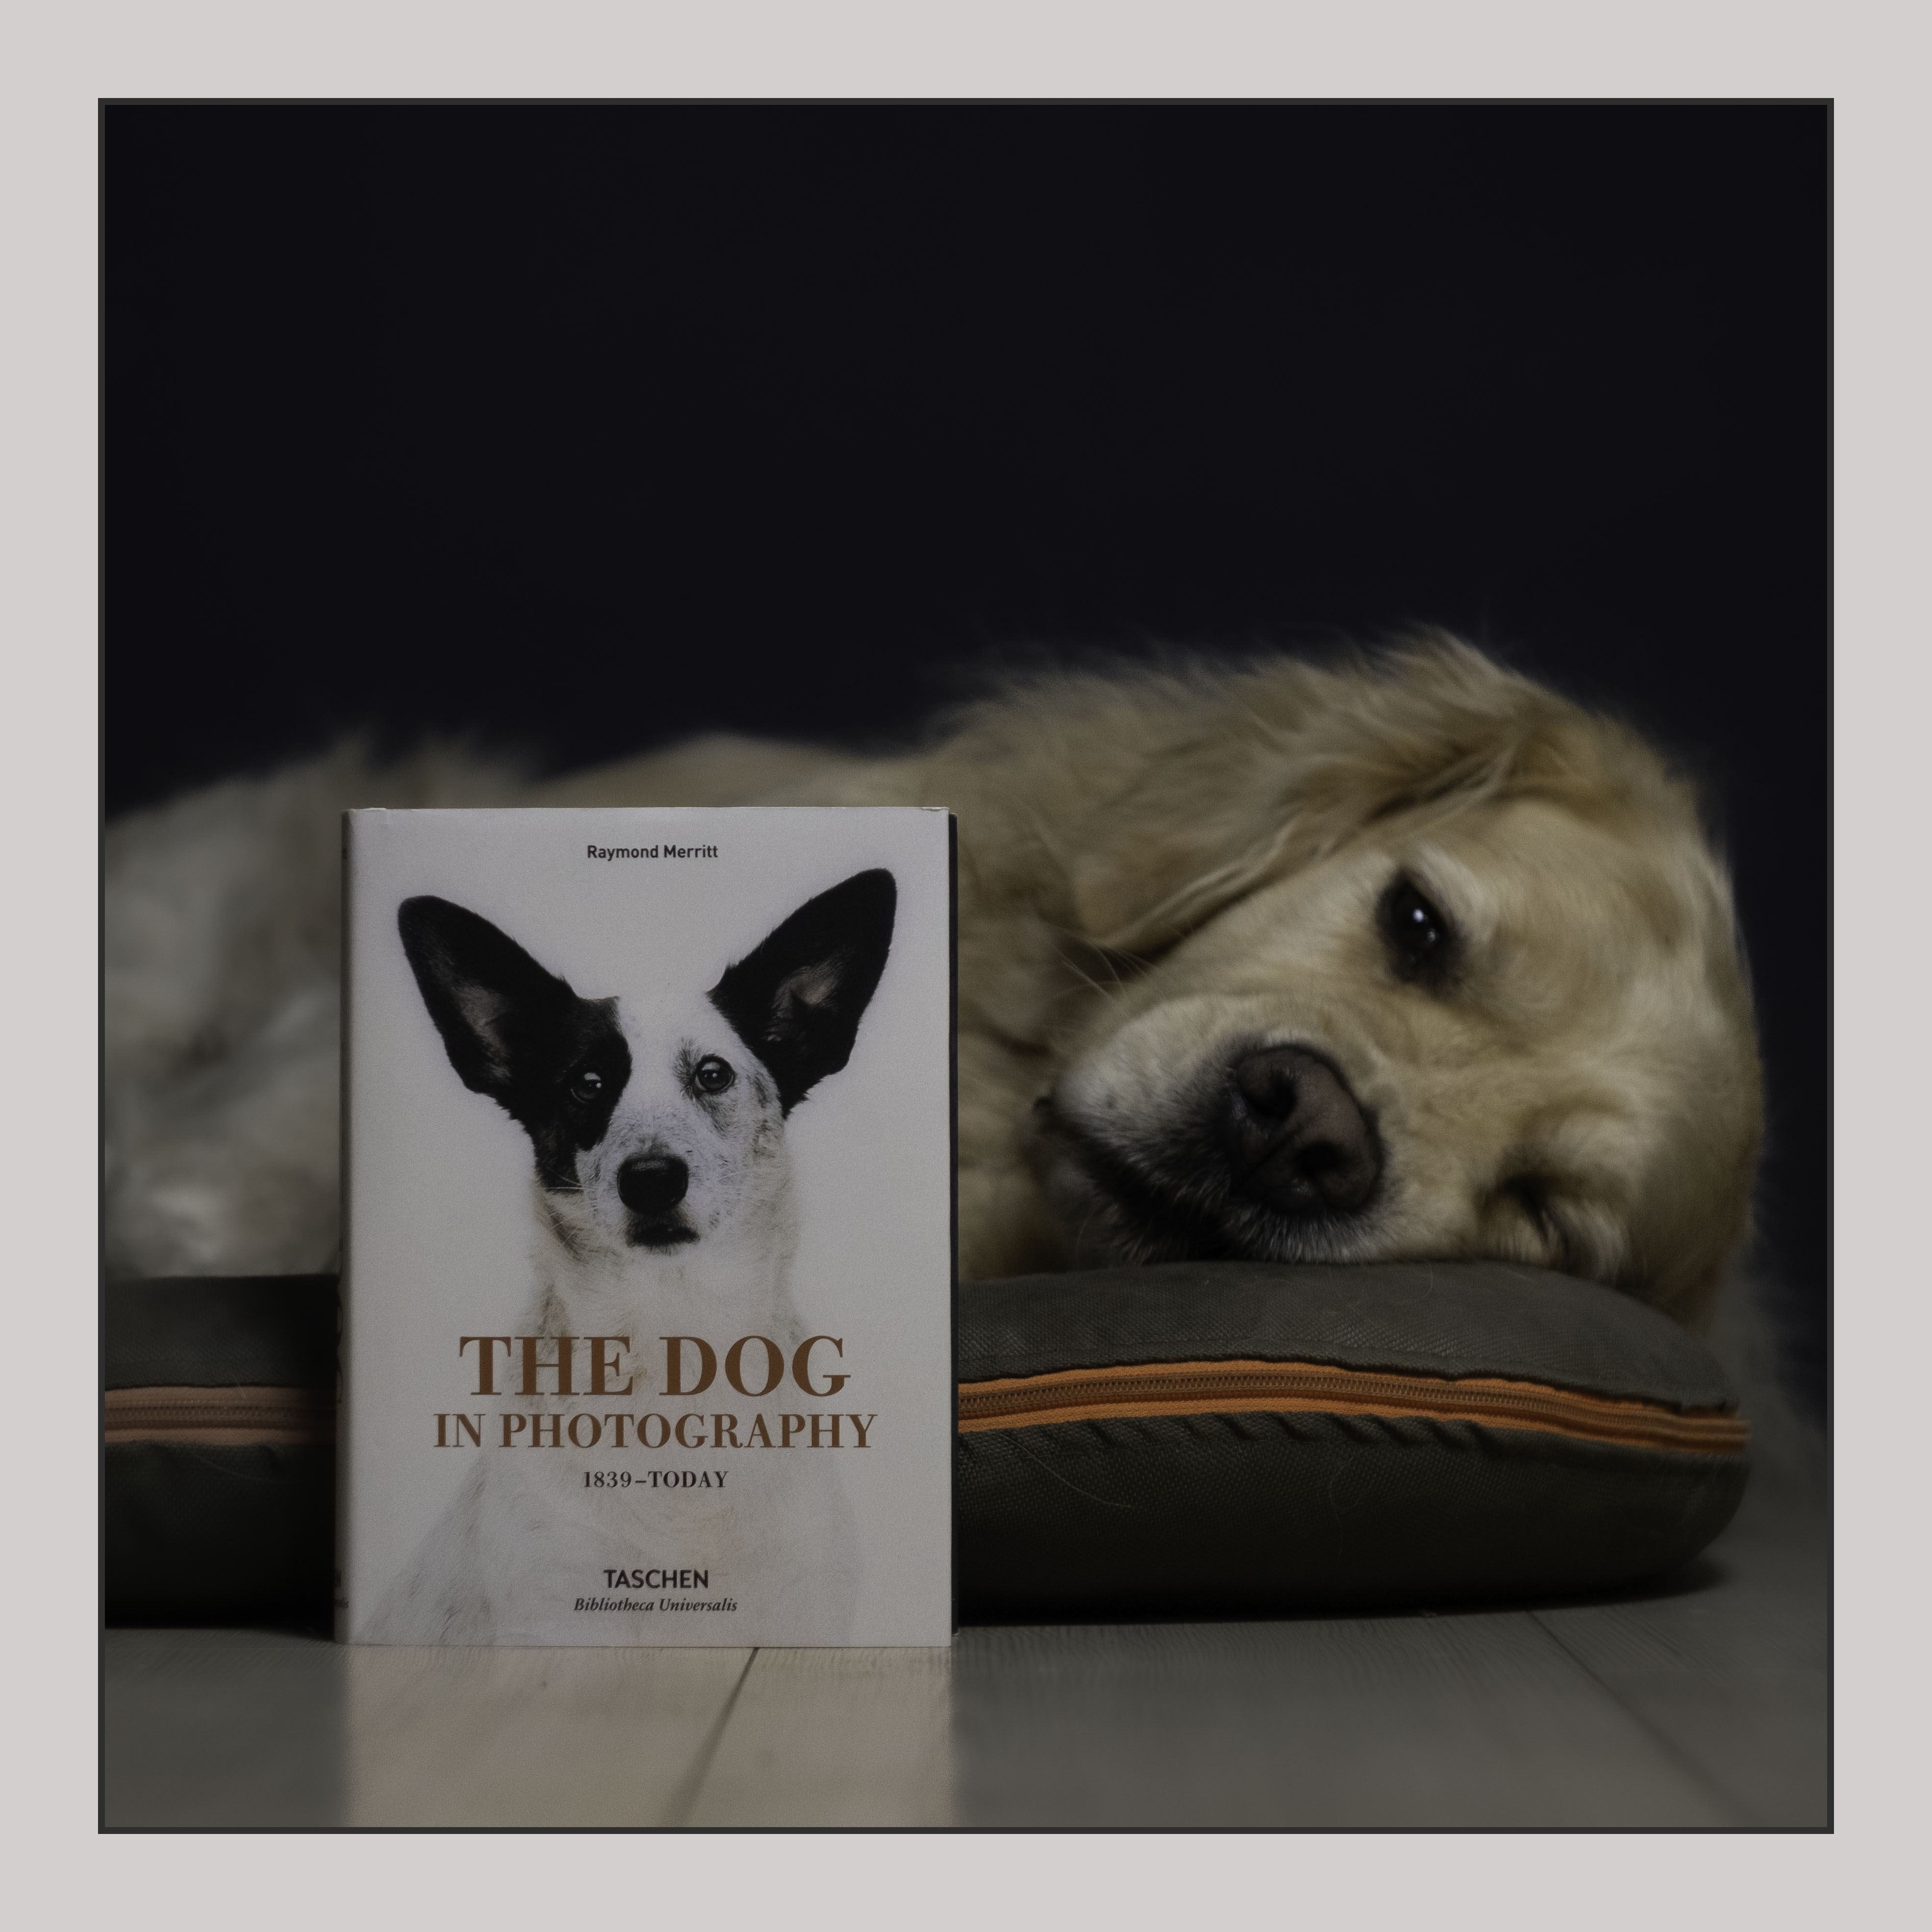 Raymond Merritt
THE DOG
IN PHOTOGRAPHY
1839–TODAY
TASCHEN
Bibliotheca Universalis